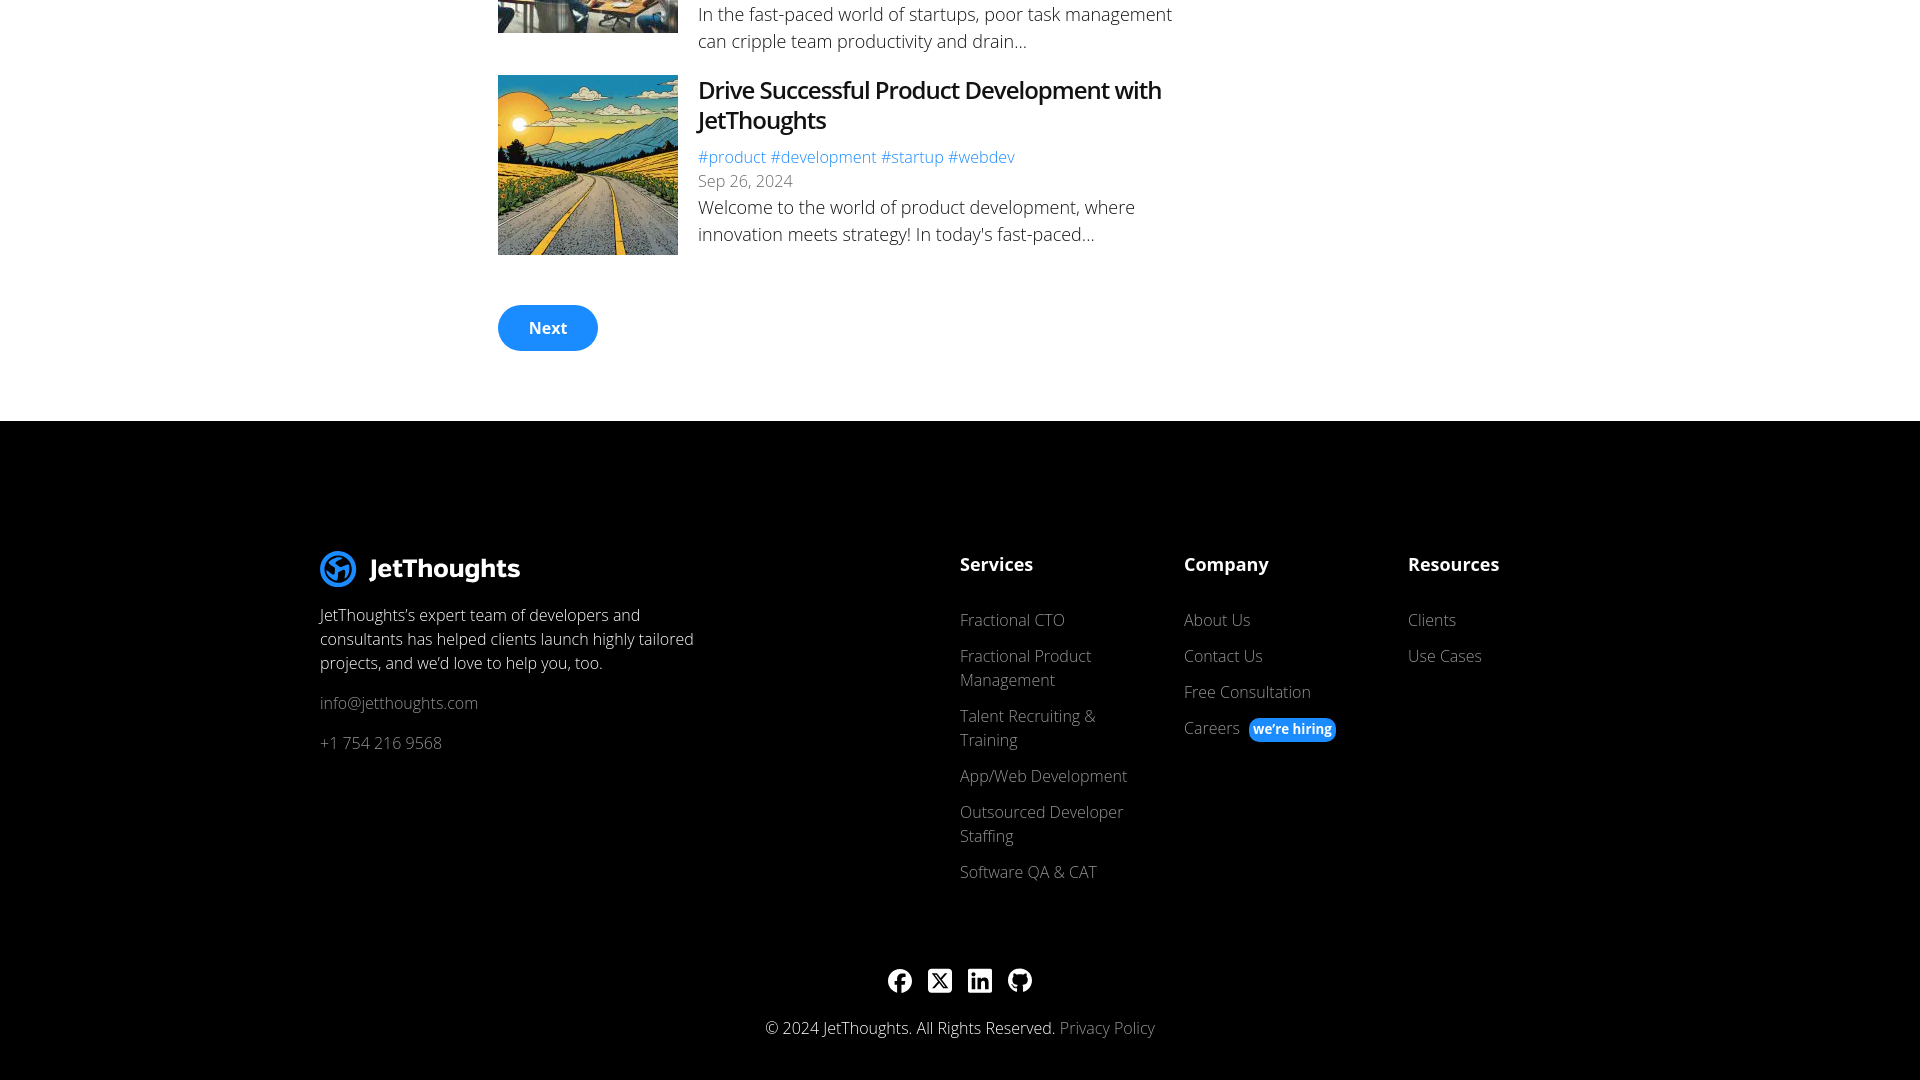 In the fast-paced world of startups, poor task management
can cripple team productivity and drain...
Drive Successful Product Development with
JetThoughts
#product #development #startup #webdev
Sep 26, 2024
Welcome to the world of product development, where
innovation meets strategy! In today's fast-paced...
Next
JetThoughts
JetThoughts’s expert team of developers and
consultants has helped clients launch highly tailored
projects, and we’d love to help you, too.
info@jetthoughts.com
+1 754 216 9568
Services
Fractional CTO
Fractional Product
Management
Talent Recruiting &
Training
App/Web Development
Outsourced Developer
Staffing
Software QA & CAT
Company
About Us
Contact Us
Free Consultation
Careers we’re hiring
Resources
Clients
Use Cases
© 2024 JetThoughts. All Rights Reserved. Privacy Policy